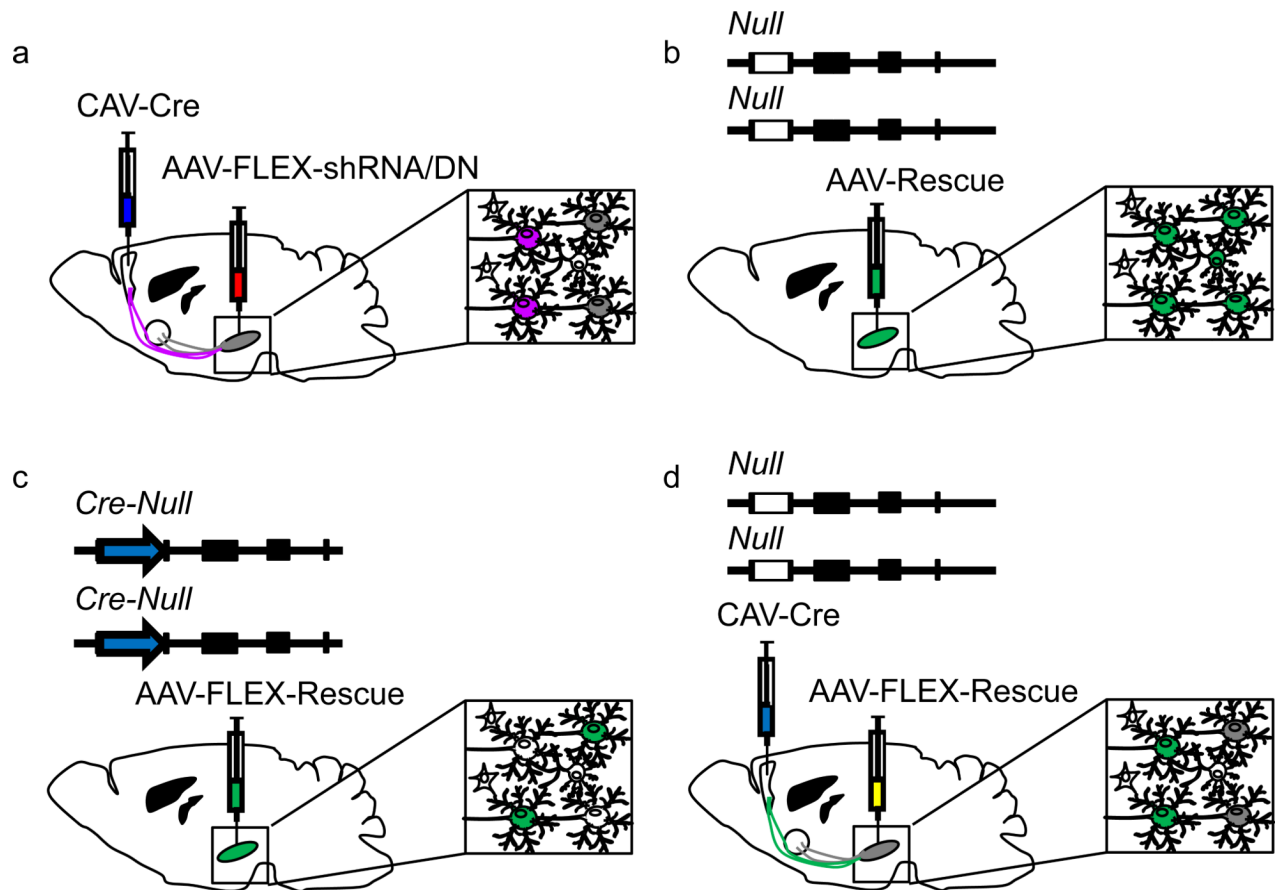 a
CAV-Cre
AAV-FLEX-shRNA/DN
b
Null
Null
AAV-Rescue
c
Cre-Null
Cre-Null
AAV-FLEX-Rescue
d
Null
Null
CAV-Cre
AAV-FLEX-Rescue